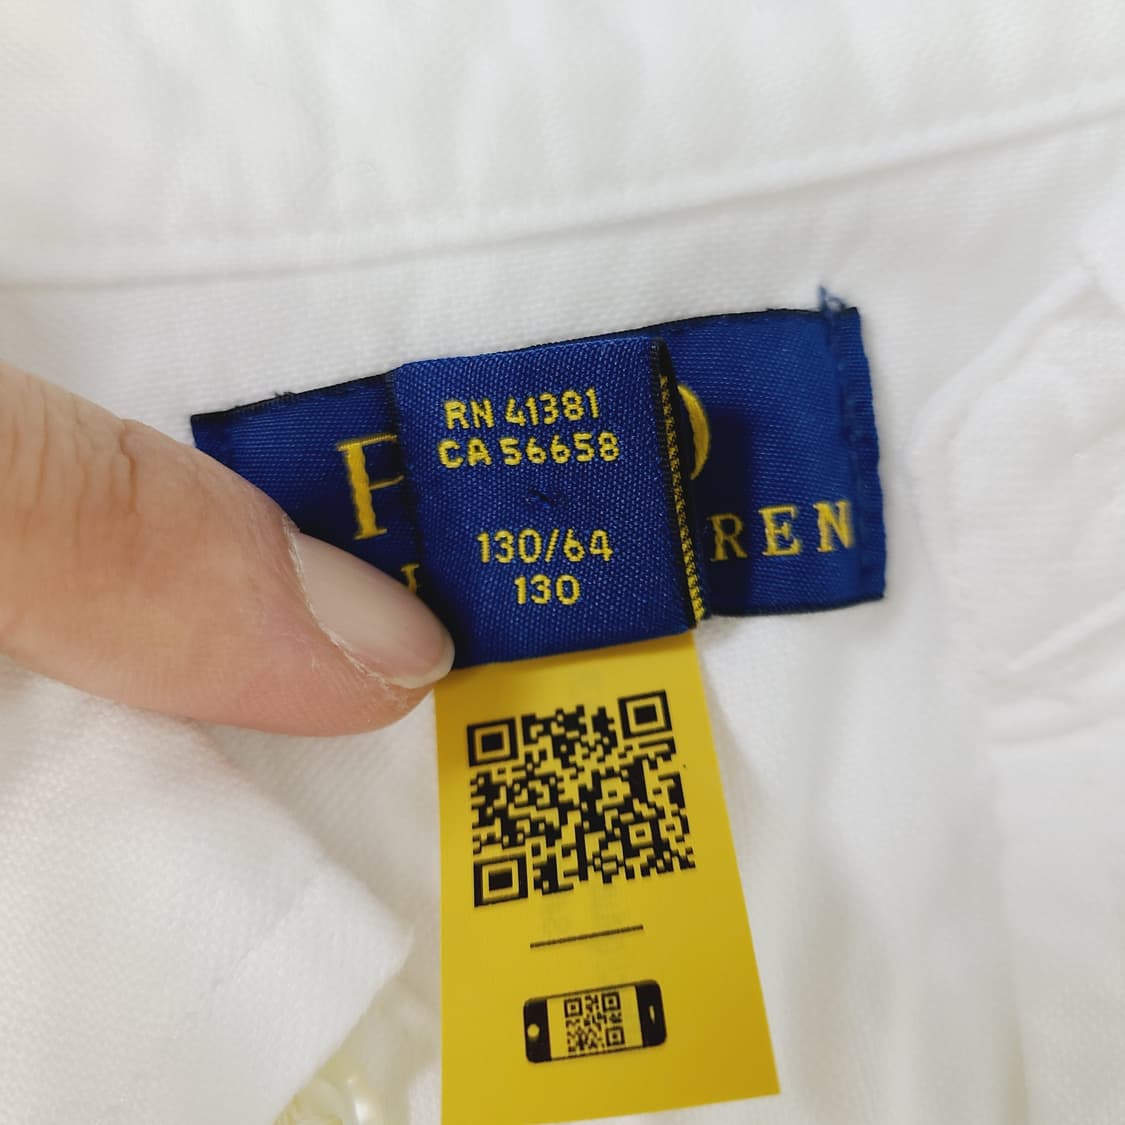 RN 41381
CA 56658
130/64
130
P O
REN